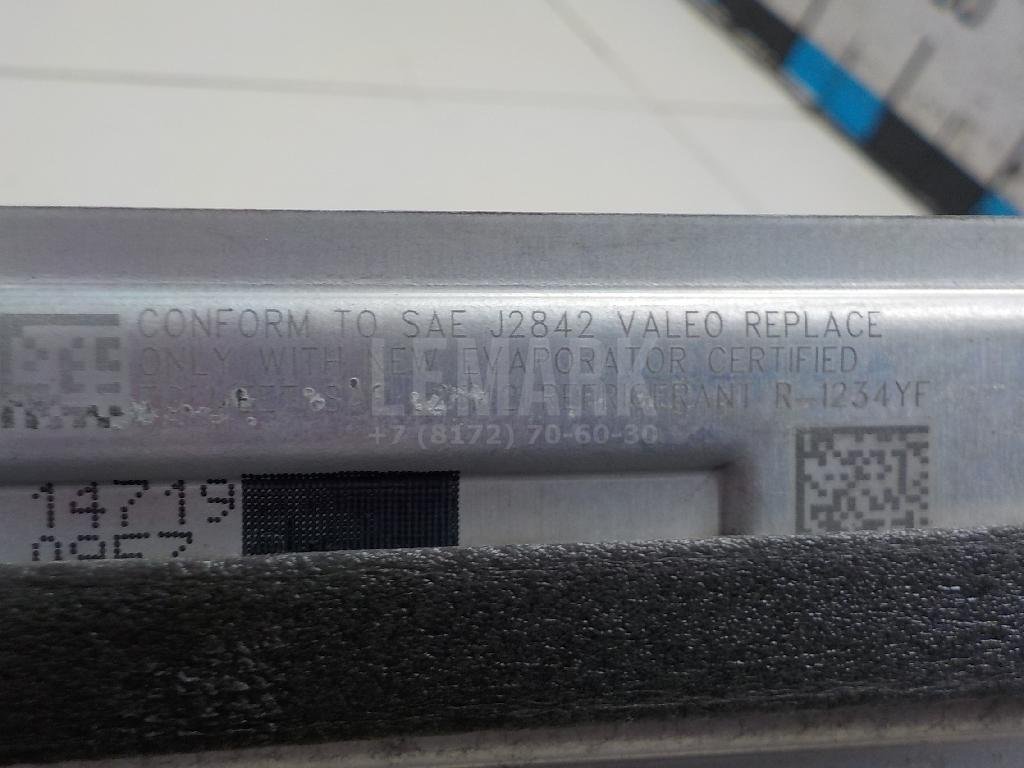 CONFORM TO SAE J2842 VALEO REPLACE
ONLY WITH NEW EVAPORATOR CERTIFIED
REFRIGERANT R-1234YF
LEMARK
+7 (8172) 70-60-30
14719